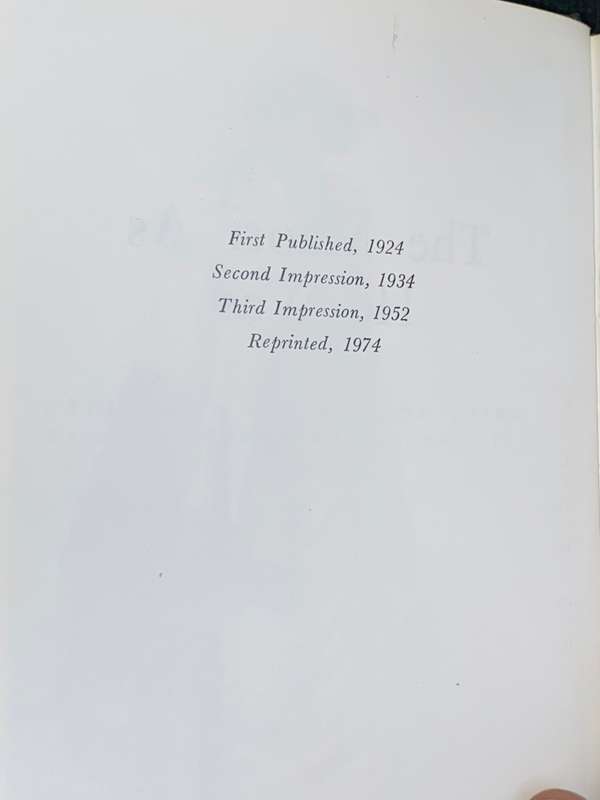 First Published, 1924
Second Impression, 1934
Third Impression, 1952
Reprinted, 1974